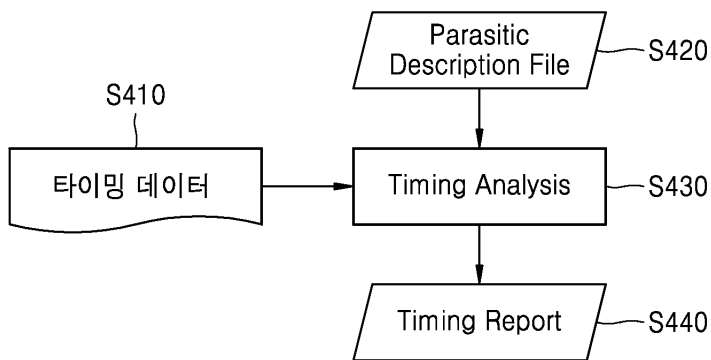 Parasitic
Description File
S420
S410
타이밍 데이터
Timing Analysis
S430
Timing Report
S440